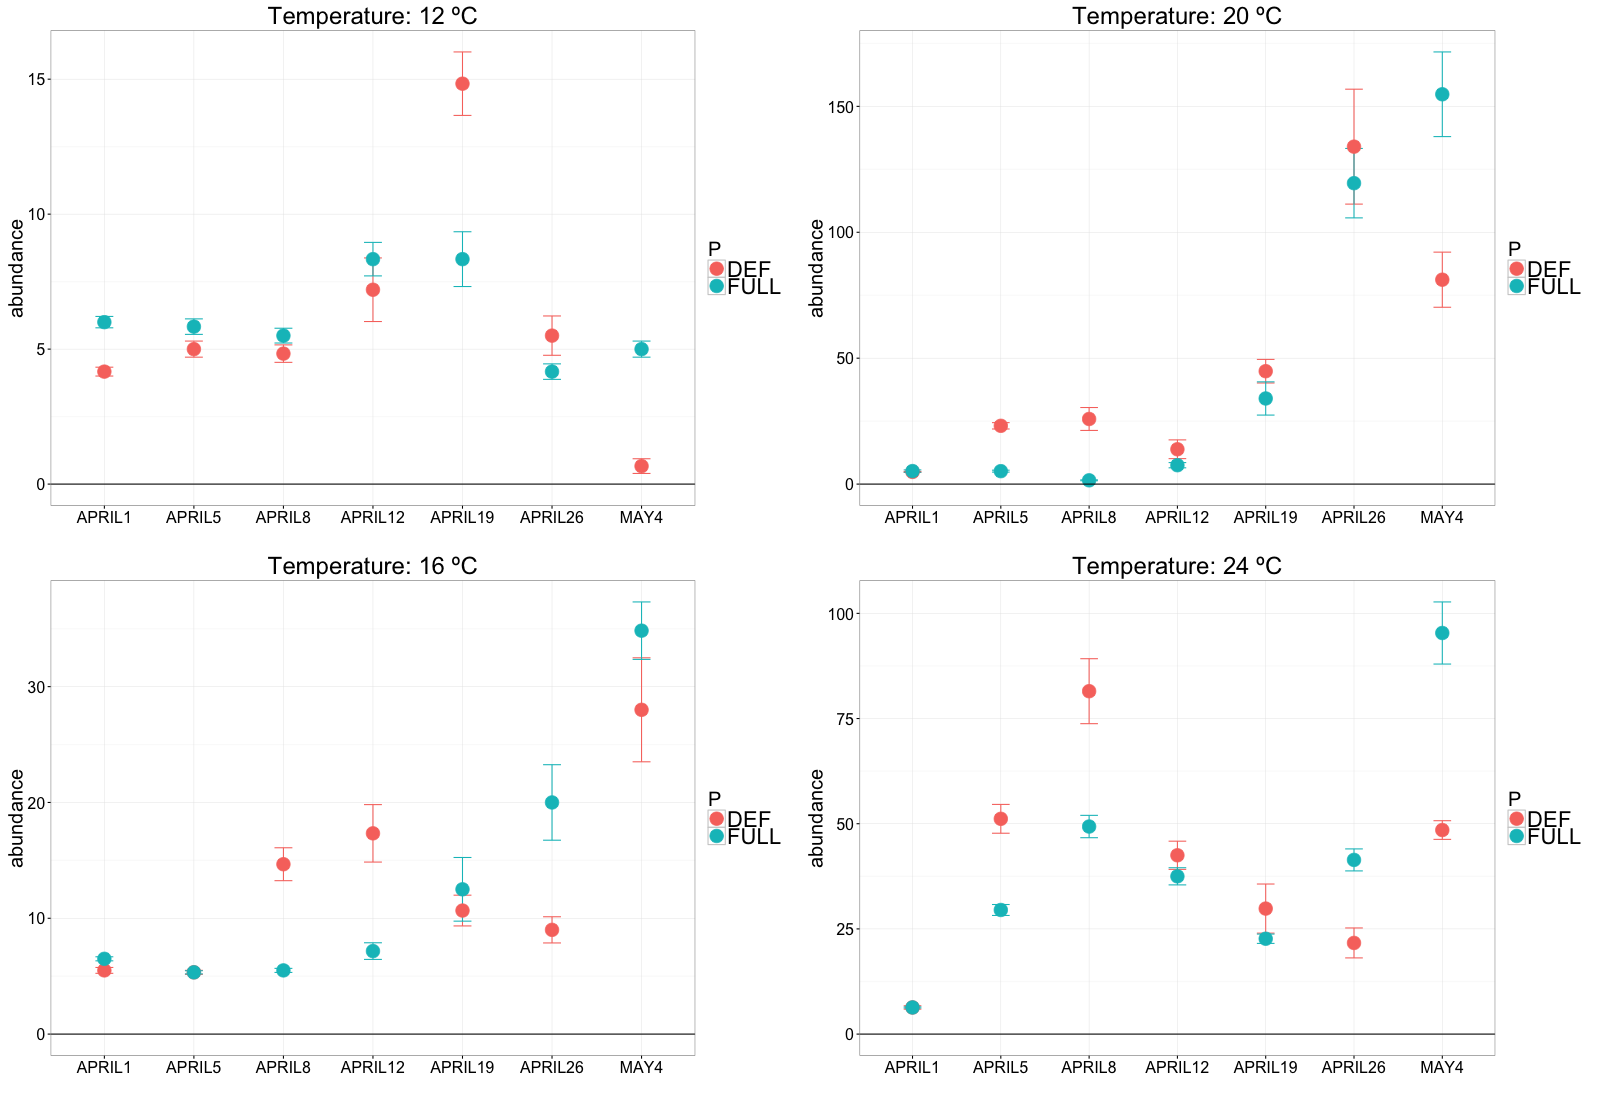 Temperature: 12 ºC
abundance
15
10
5
0
APRIL1 APRIL5 APRIL8 APRIL12 APRIL19 APRIL26 MAY4
P
DEF
FULL
Temperature: 20 ºC
abundance
150
100
50
0
APRIL1 APRIL5 APRIL8 APRIL12 APRIL19 APRIL26 MAY4
P
DEF
FULL
Temperature: 16 ºC
abundance
30
20
10
0
APRIL1 APRIL5 APRIL8 APRIL12 APRIL19 APRIL26 MAY4
P
DEF
FULL
Temperature: 24 ºC
abundance
100
75
50
25
0
APRIL1 APRIL5 APRIL8 APRIL12 APRIL19 APRIL26 MAY4
P
DEF
FULL